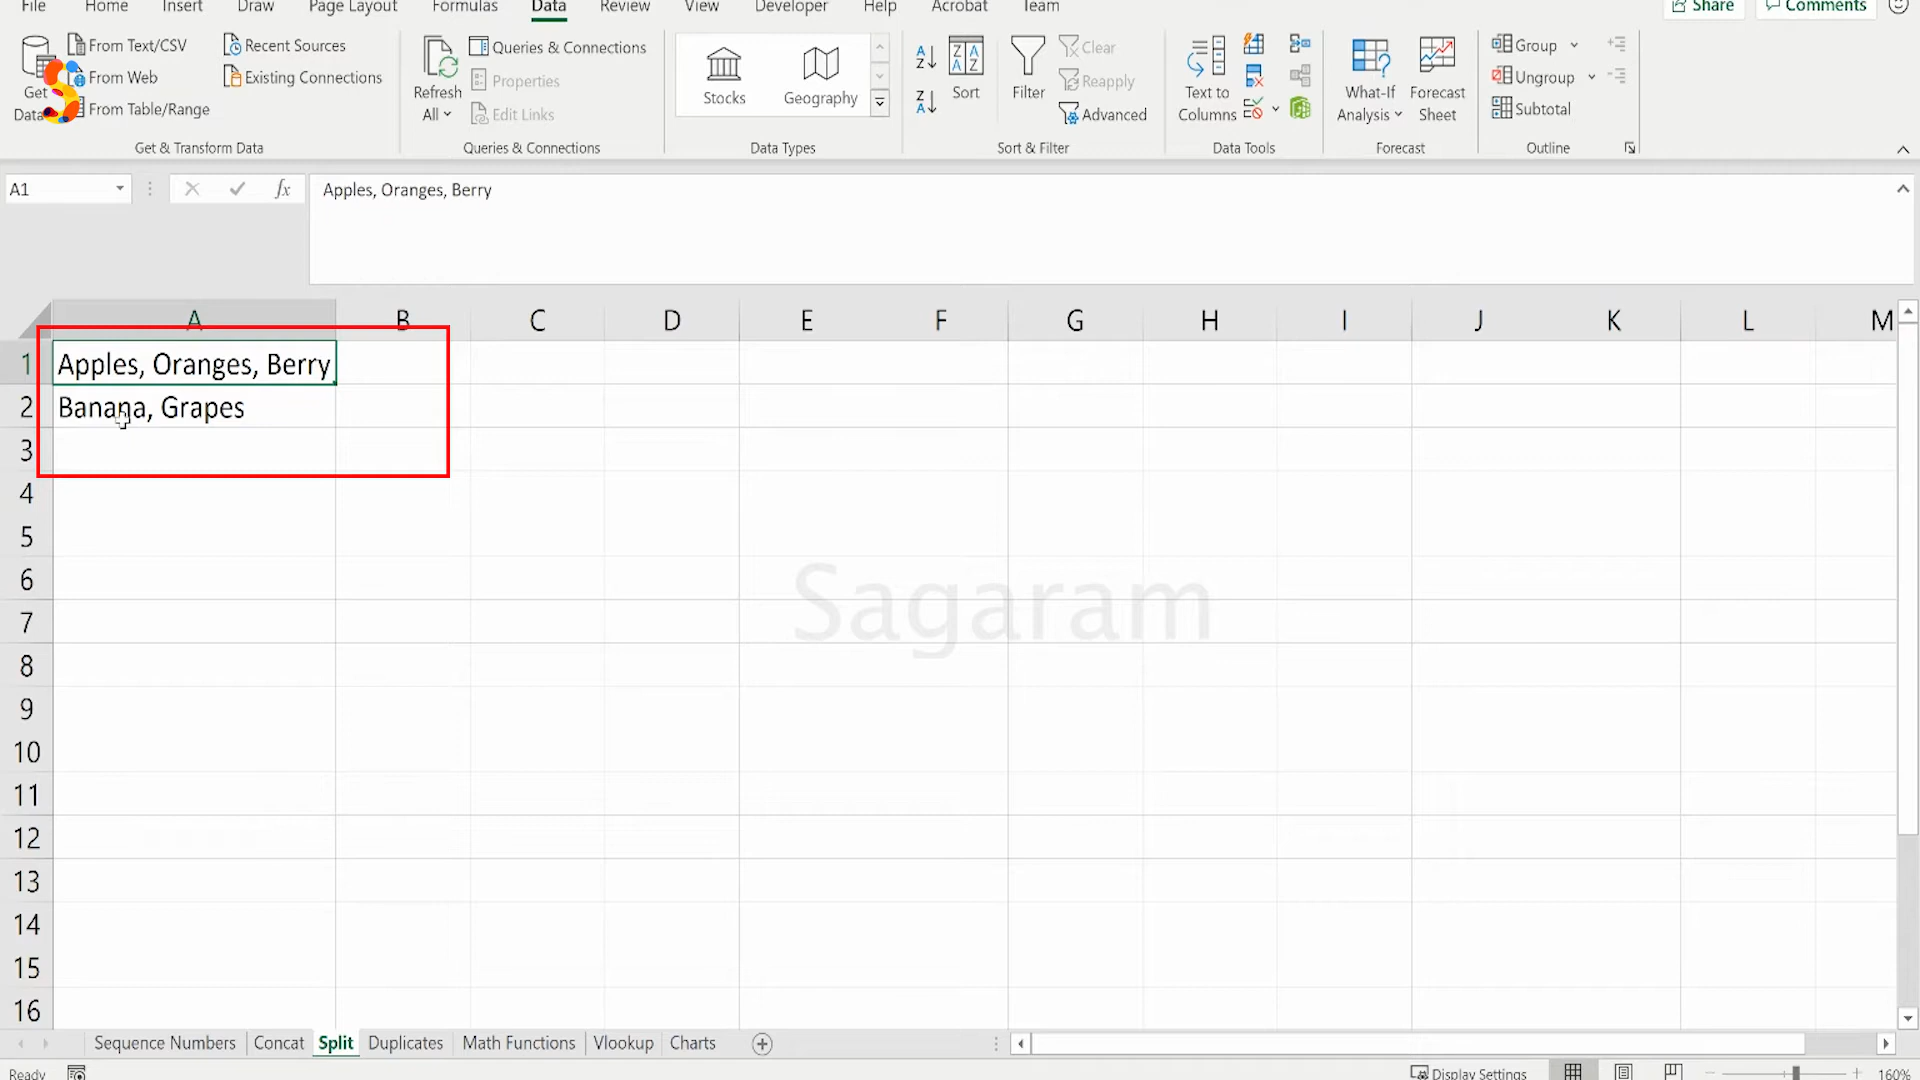 File Home Insert Draw Page Layout Formulas Data Review View Developer Help Acrobat Team Share Comments
Get Data
From Text/CSV
From Web
From Table/Range
Recent Sources
Existing Connections
Get & Transform Data
Refresh All
Queries & Connections
Properties
Edit Links
Queries & Connections
Stocks
Geography
Data Types
Sort
Filter
Clear
Reapply
Advanced
Sort & Filter
Text to Columns
Data Tools
What-If Analysis
Forecast Sheet
Forecast
Group
Ungroup
Subtotal
Outline
A1 fx Apples, Oranges, Berry
A B C D E F G H I J K L M
1 Apples, Oranges, Berry
2 Banana, Grapes
3
4
5
6
Sagaram
7
8
9
10
11
12
13
14
15
16
Sequence Numbers Concat Split Duplicates Math Functions Vlookup Charts
Ready Display Settings 160%